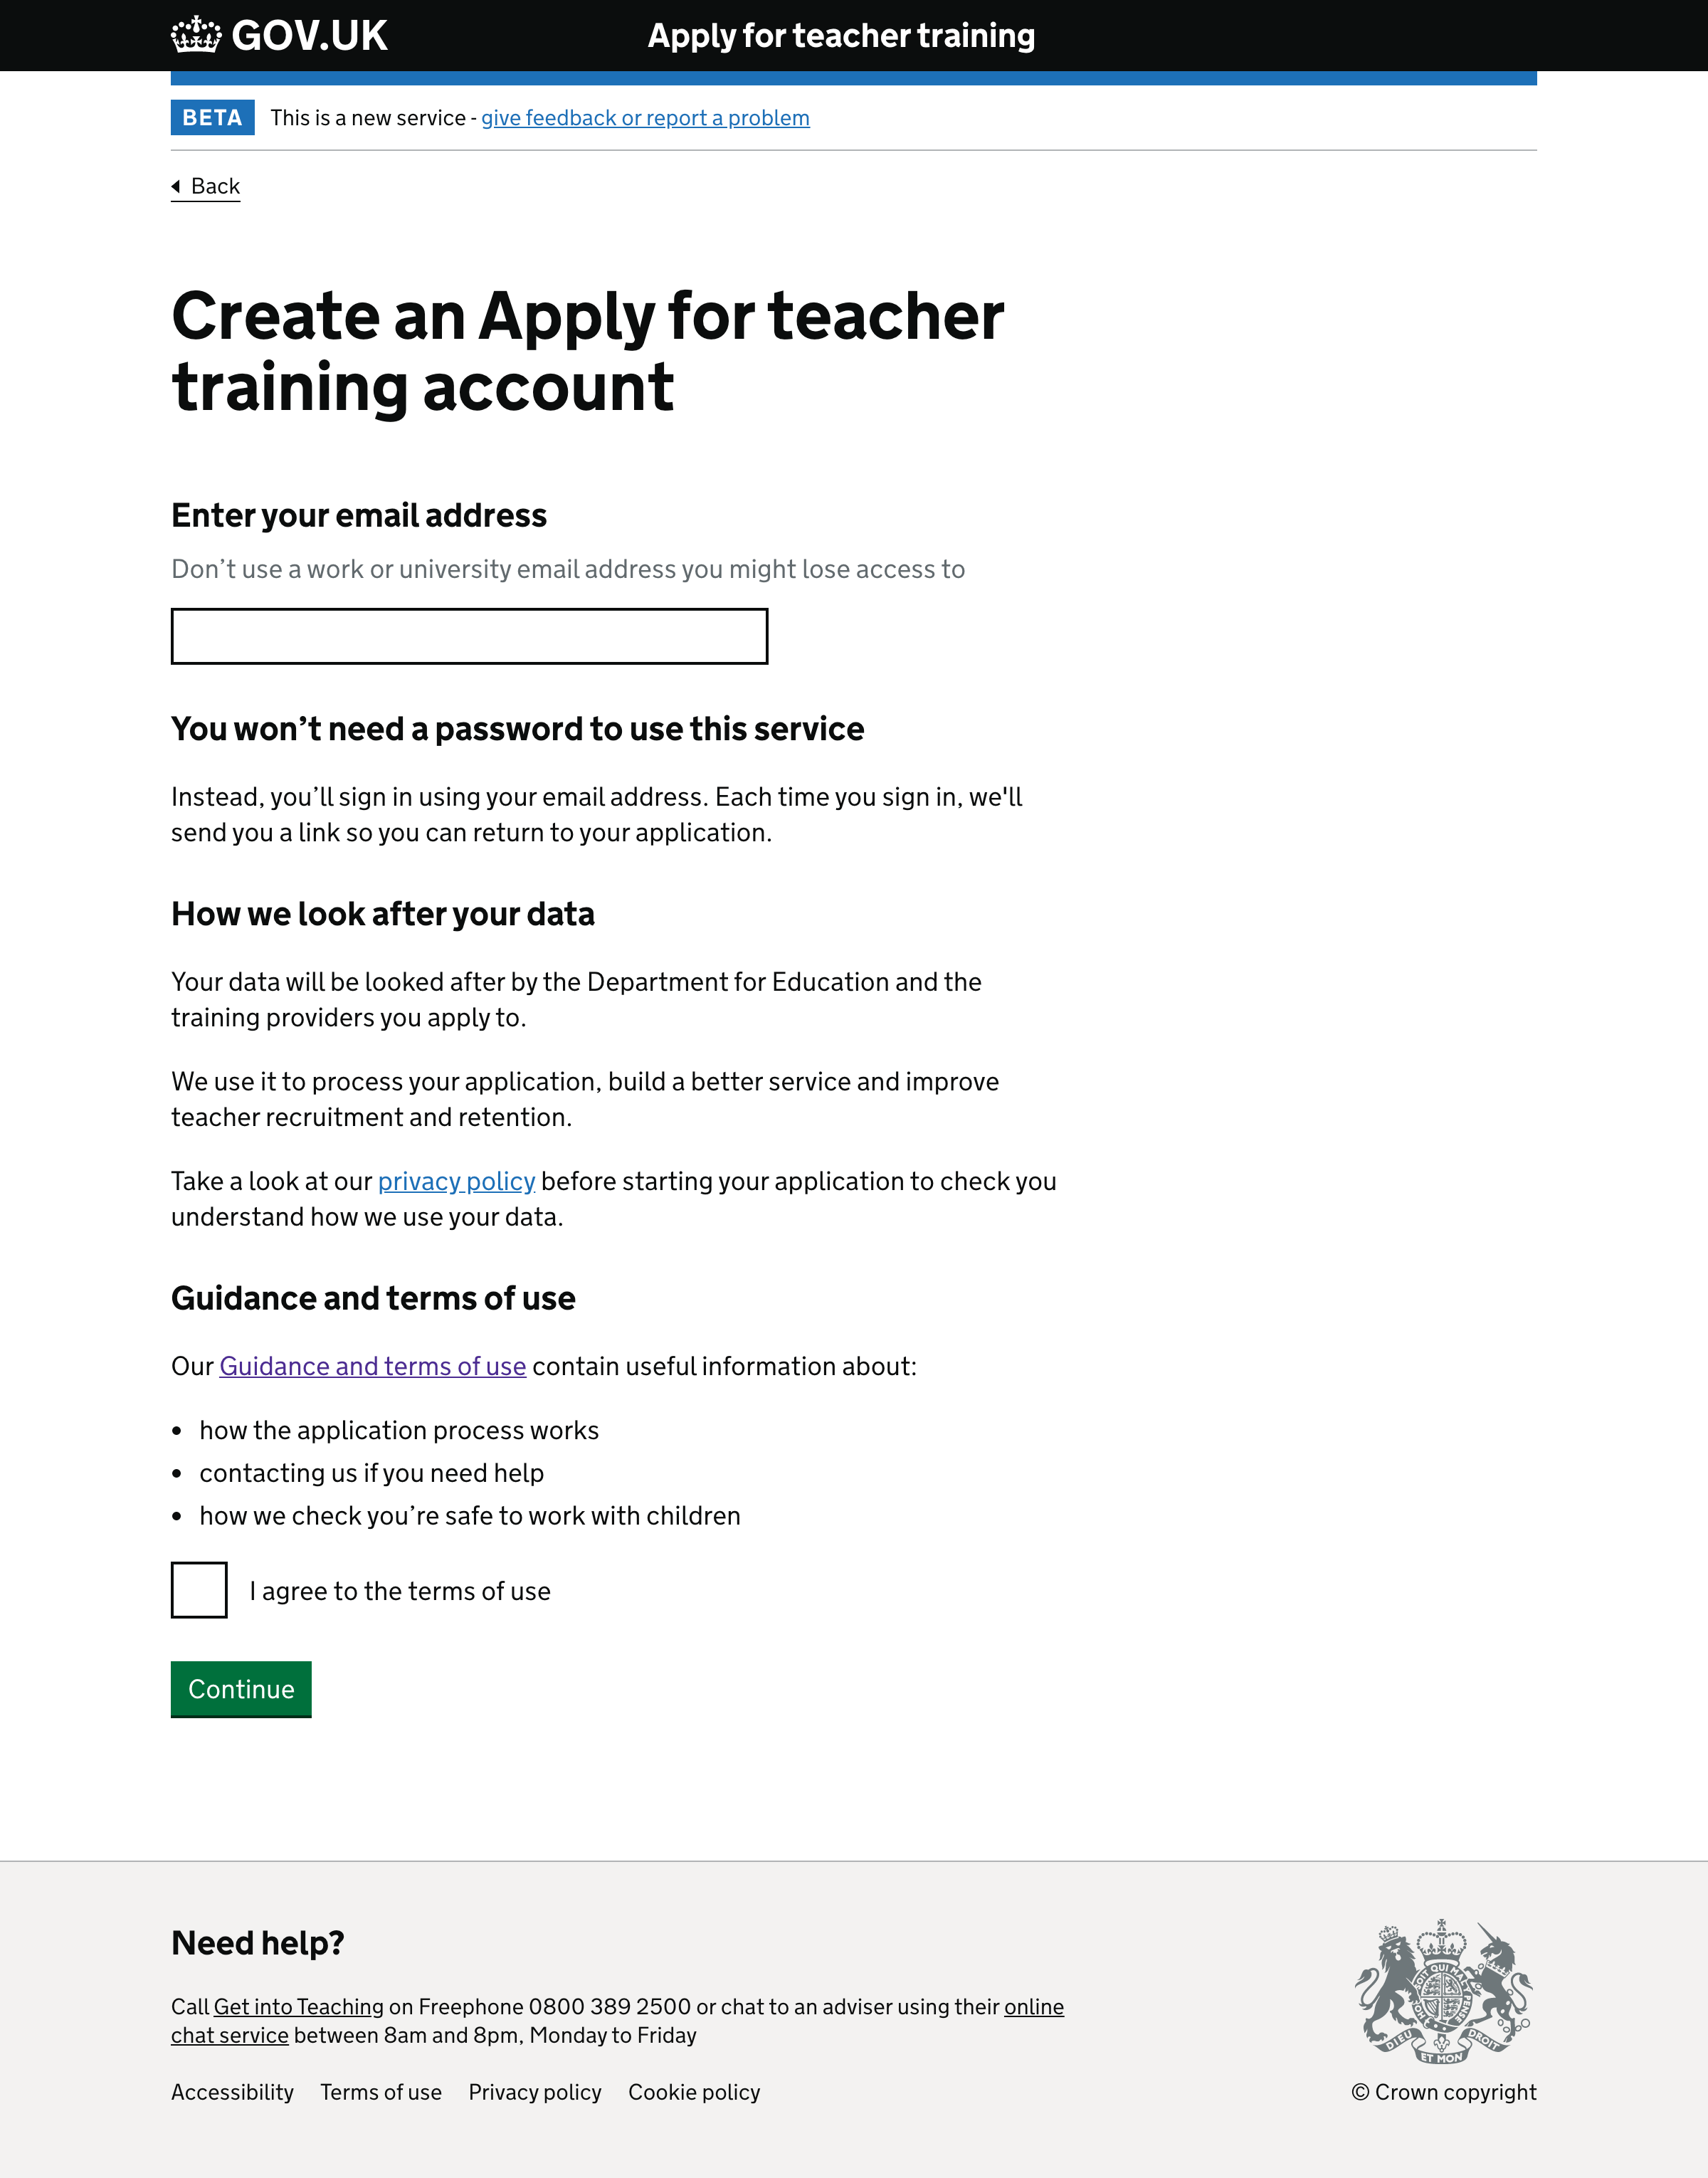 GOV.UK Apply for teacher training
BETA This is a new service - give feedback or report a problem
Back
Create an Apply for teacher
training account
Enter your email address
Don’t use a work or university email address you might lose access to
You won’t need a password to use this service
Instead, you’ll sign in using your email address. Each time you sign in, we'll
send you a link so you can return to your application.
How we look after your data
Your data will be looked after by the Department for Education and the
training providers you apply to.
We use it to process your application, build a better service and improve
teacher recruitment and retention.
Take a look at our privacy policy before starting your application to check you
understand how we use your data.
Guidance and terms of use
Our Guidance and terms of use contain useful information about:
• how the application process works
• contacting us if you need help
• how we check you’re safe to work with children
I agree to the terms of use
Continue
Need help?
Call Get into Teaching on Freephone 0800 389 2500 or chat to an adviser using their online
chat service between 8am and 8pm, Monday to Friday
DIEU ET MON DROIT
Accessibility Terms of use Privacy policy Cookie policy © Crown copyright